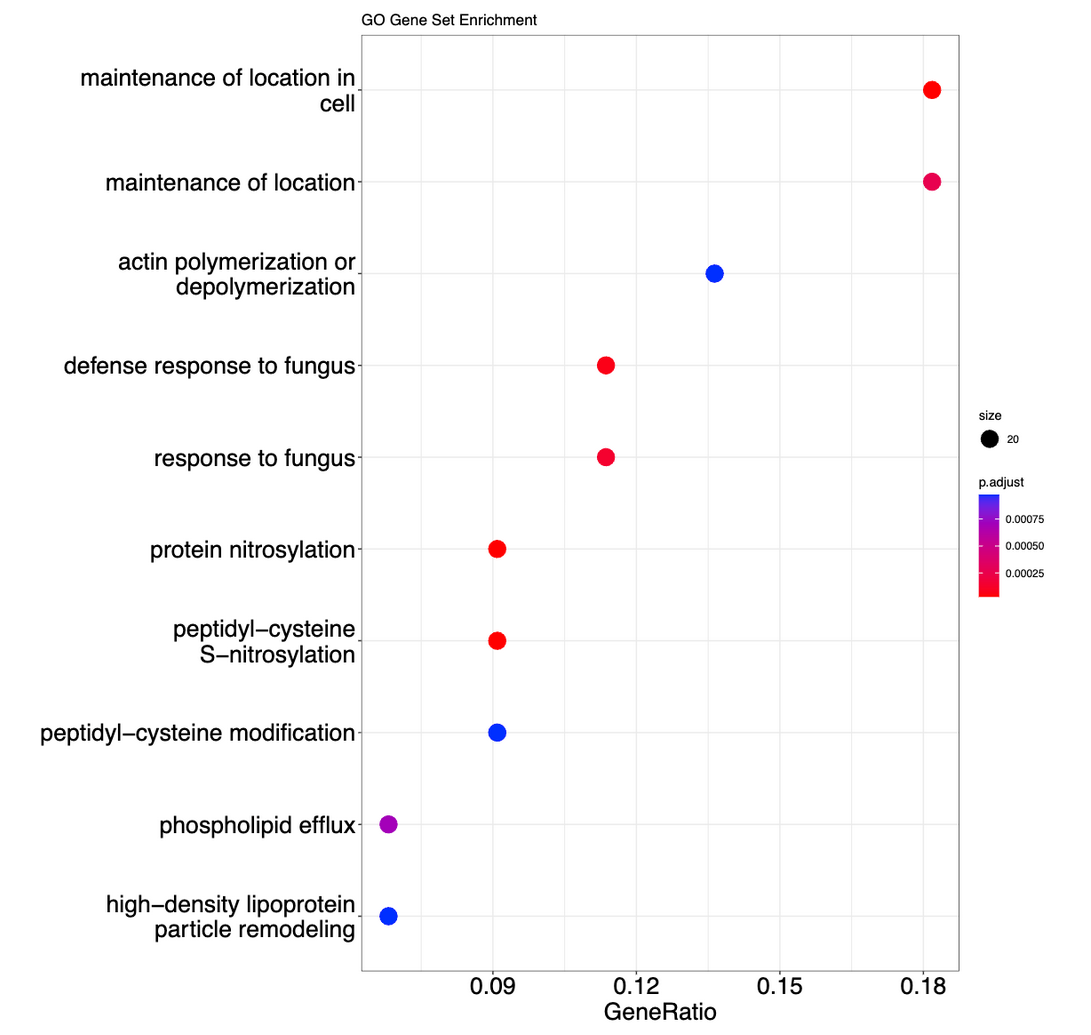 GO Gene Set Enrichment
maintenance of location in
cell
maintenance of location
actin polymerization or
depolymerization
defense response to fungus
response to fungus
protein nitrosylation
peptidyl−cysteine
S−nitrosylation
peptidyl−cysteine modification
phospholipid efflux
high−density lipoprotein
particle remodeling
0.09
0.12
0.15
0.18
GeneRatio
size
20
p.adjust
0.00075
0.00050
0.00025